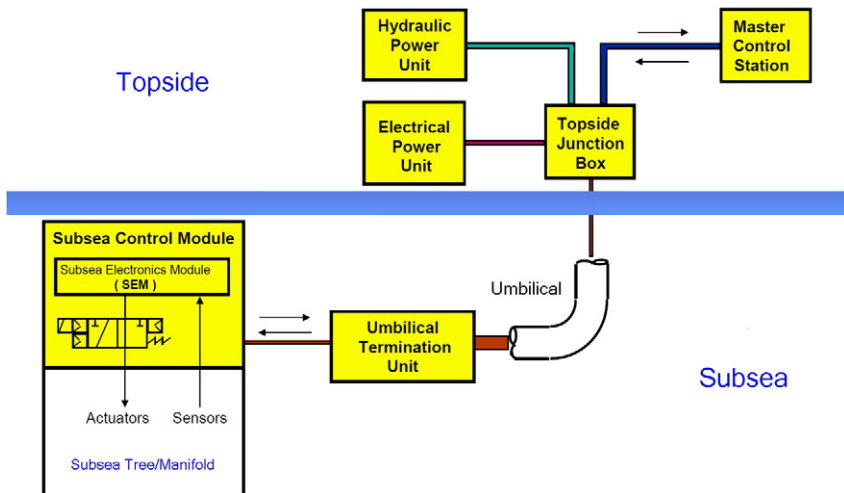 Hydraulic
Power
Unit
Master
Control
Station
Topside
Electrical
Power
Unit
Topside
Junction
Box
Subsea Control Module
Subsea Electronics Module
( SEM )
Umbilical
Umbilical
Termination
Unit
Subsea
Actuators
Sensors
Subsea Tree/Manifold